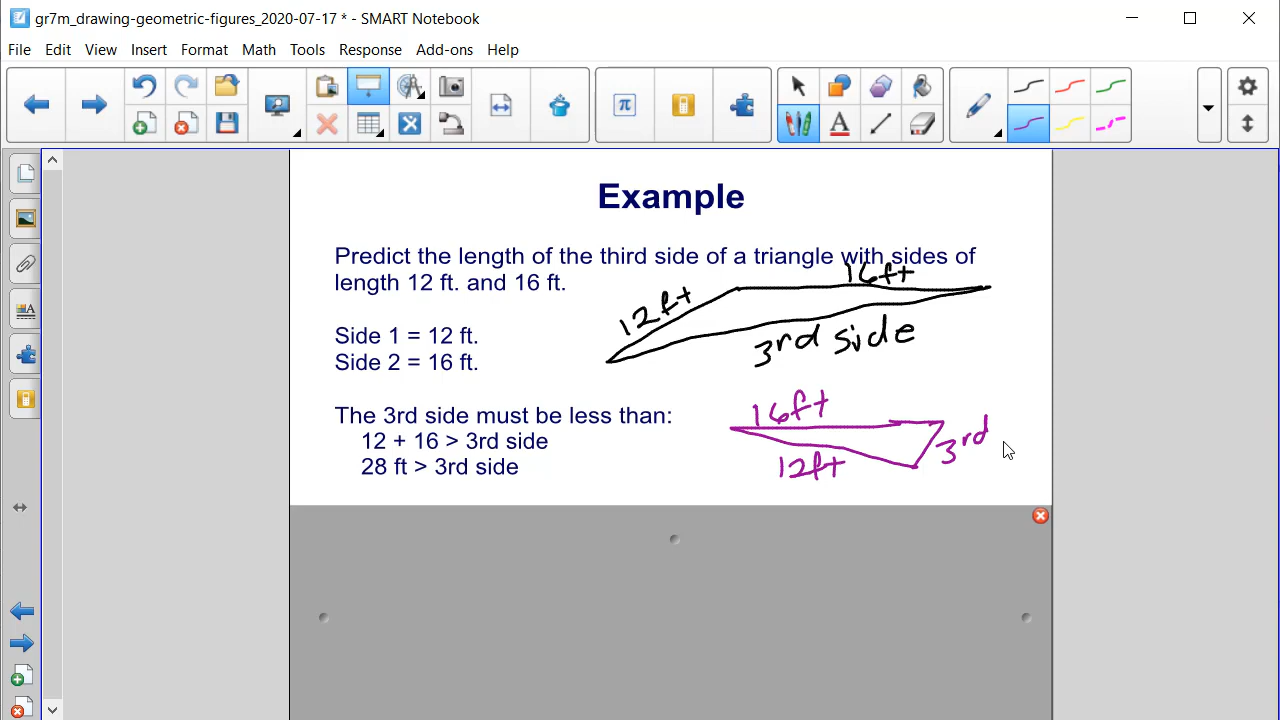 gr7m_drawing-geometric-figures_2020-07-17 * - SMART Notebook
File Edit View Insert Format Math Tools Response Add-ons Help
Example
Predict the length of the third side of a triangle with sides of
length 12 ft. and 16 ft.
16ft
12ft
Side 1 = 12 ft.
3rd side
Side 2 = 16 ft.
The 3rd side must be less than:
16ft
12 + 16 > 3rd side
3rd
28 ft > 3rd side
12ft